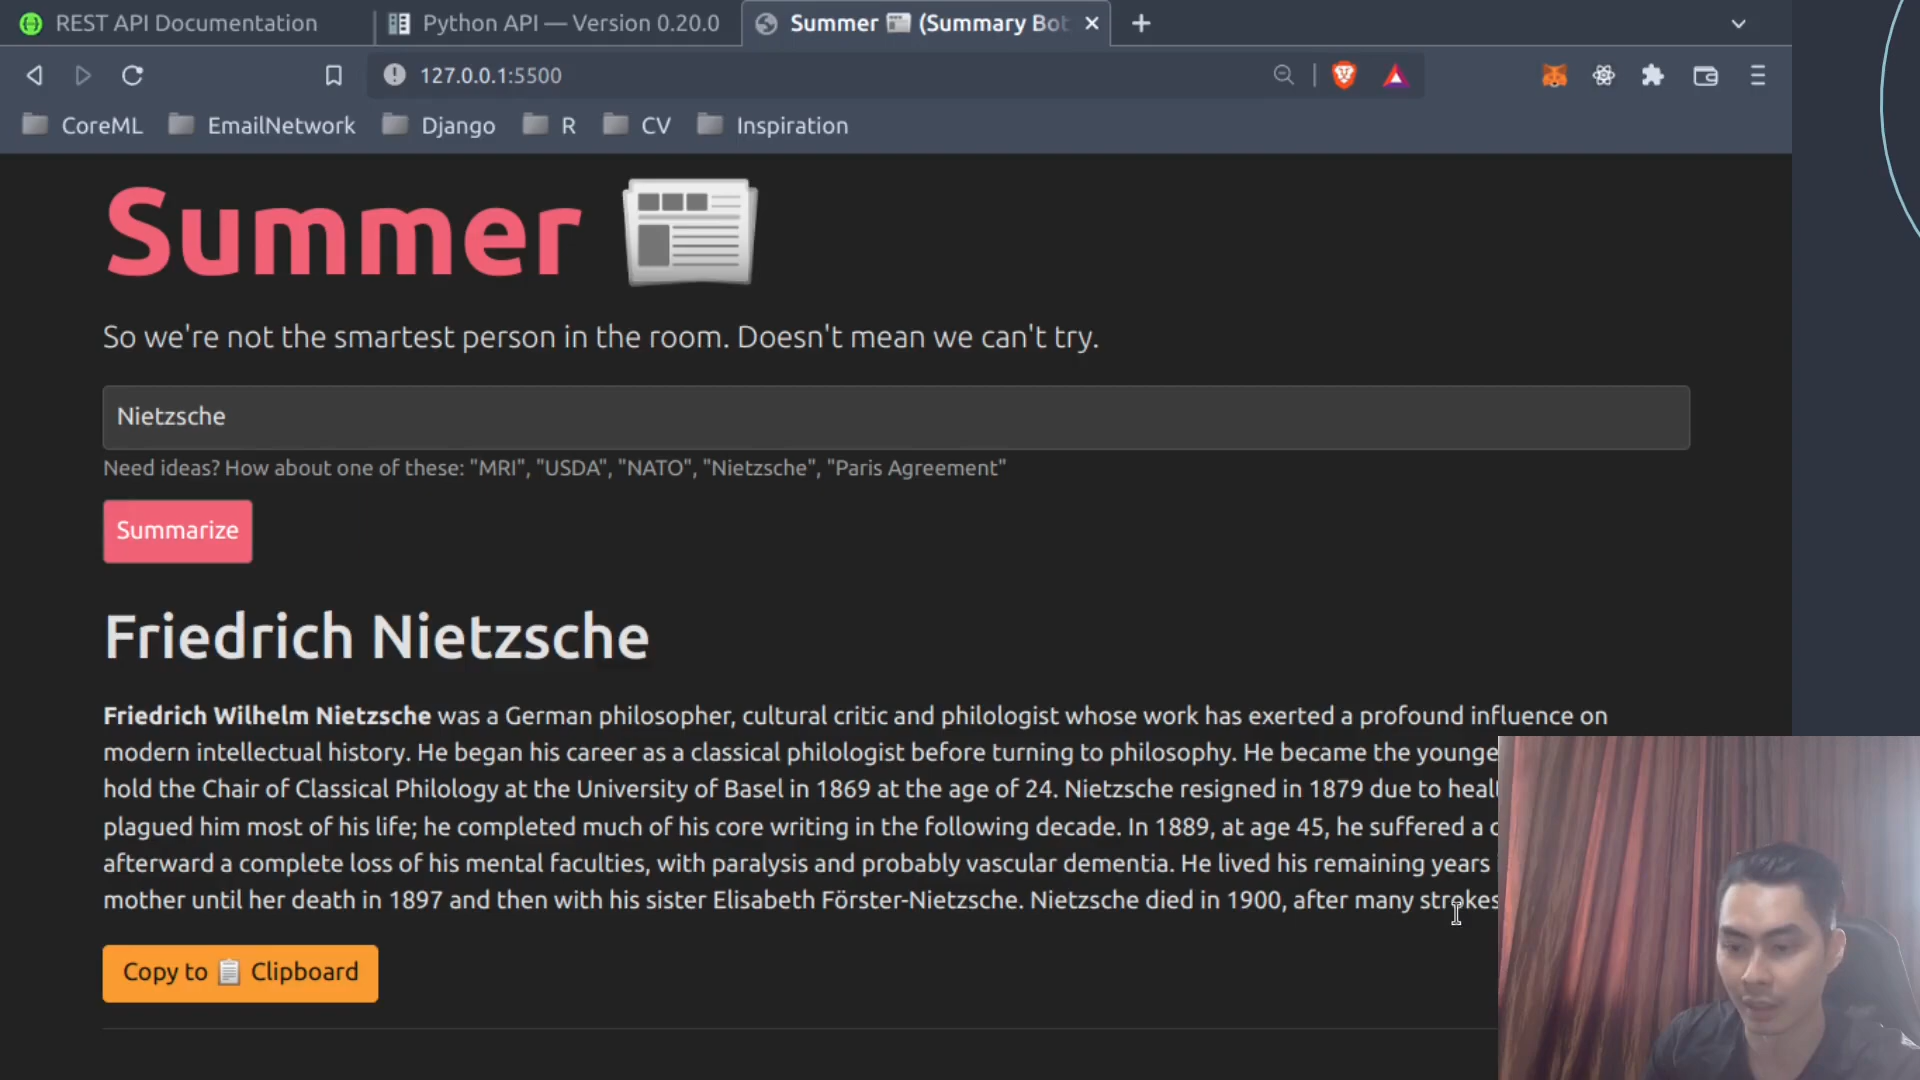 REST API Documentation
Python API — Version 0.20.0
Summer 📰 (Summary Bot
127.0.0.1:5500
CoreML EmailNetwork Django R CV Inspiration
Summer
So we're not the smartest person in the room. Doesn't mean we can't try.
Nietzsche
Need ideas? How about one of these: "MRI", "USDA", "NATO", "Nietzsche", "Paris Agreement"
Summarize
Friedrich Nietzsche
Friedrich Wilhelm Nietzsche was a German philosopher, cultural critic and philologist whose work has exerted a profound influence on
modern intellectual history. He began his career as a classical philologist before turning to philosophy. He became the
hold the Chair of Classical Philology at the University of Basel in 1869 at the age of 24. Nietzsche resigned in 1879 due to
plagued him most of his life; he completed much of his core writing in the following decade. In 1889, at age 45, he suffered a
afterward a complete loss of his mental faculties, with paralysis and probably vascular dementia. He lived his remaining years
mother until her death in 1897 and then with his sister Elisabeth Förster-Nietzsche. Nietzsche died in 1900, after many strokes
Copy to 📋 Clipboard